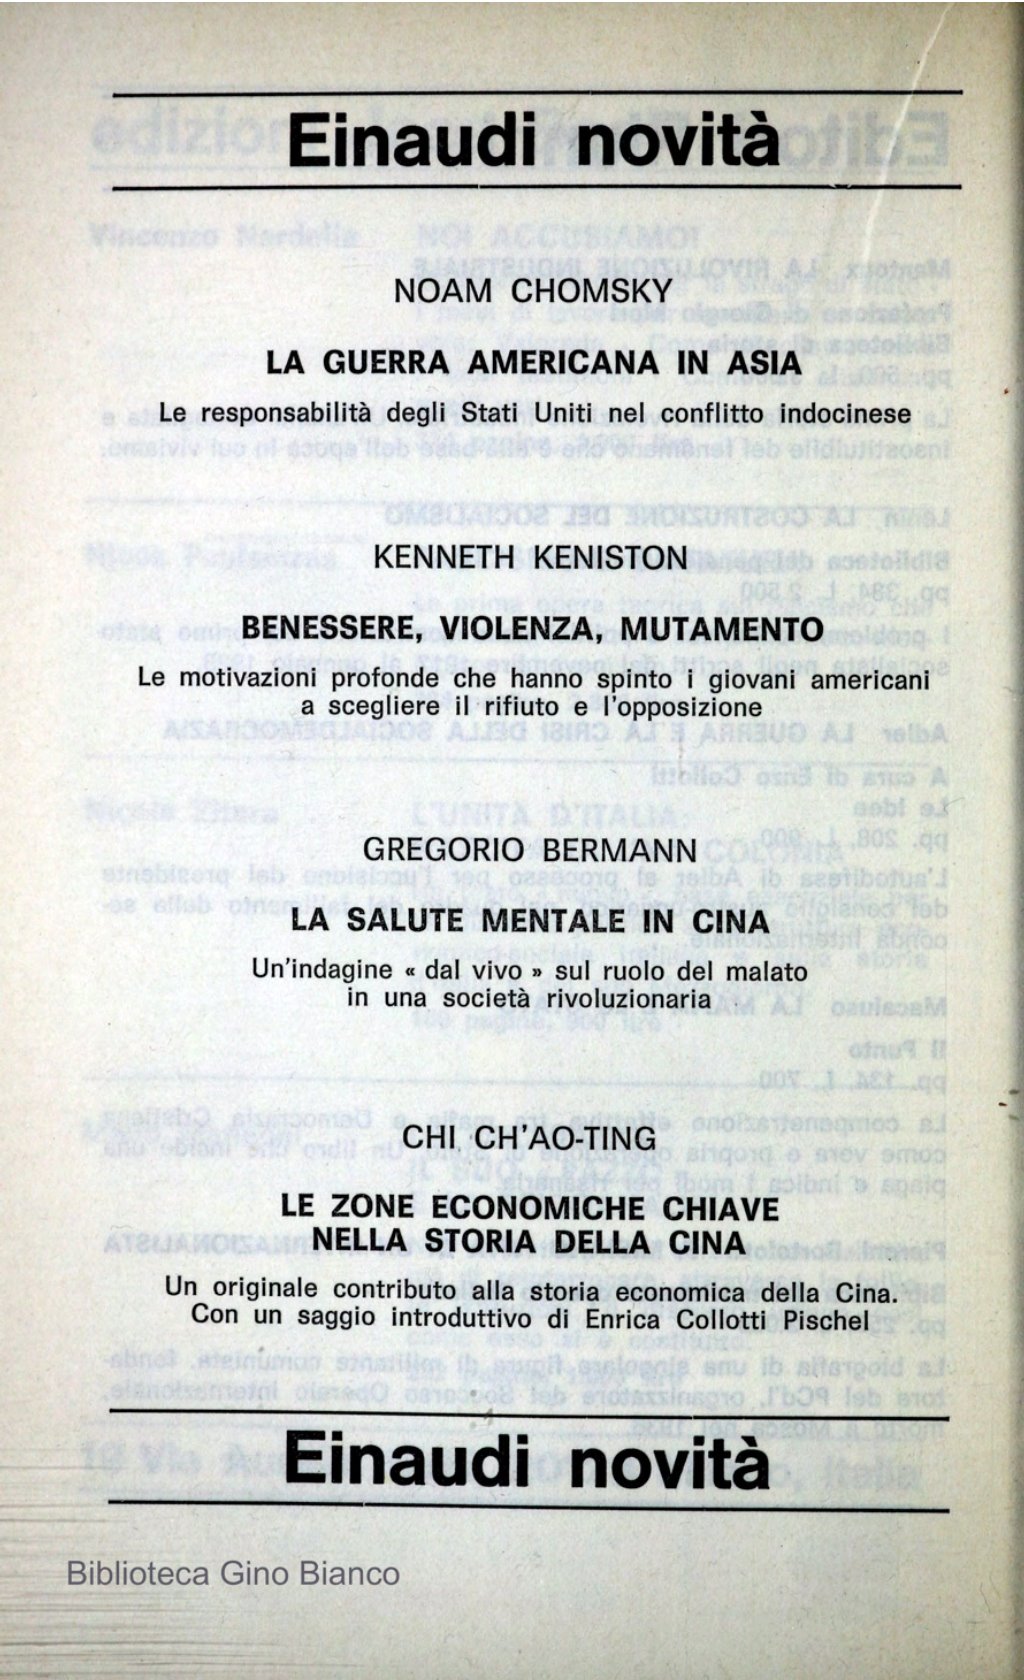 Einaudi novità
NOAM CHOMSKY
LA GUERRA AMERICANA IN ASIA
Le responsabilità degli Stati Uniti nel conflitto indocinese
KENNETH KENISTON
BENESSERE, VIOLENZA, MUTAMENTO
Le motivazioni profonde che hanno spinto i giovani americani
a scegliere il rifiuto e l'opposizione
GREGORIO BERMANN
LA SALUTE MENTALE IN CINA
Un'indagine « dal vivo » sul ruolo del malato
in una società rivoluzionaria
CHI CH'AO-TING
LE ZONE ECONOMICHE CHIAVE
NELLA STORIA DELLA CINA
Un originale contributo alla storia economica della Cina.
Con un saggio introduttivo di Enrica Collotti Pischel
Einaudi novità
Biblioteca Gino Bianco